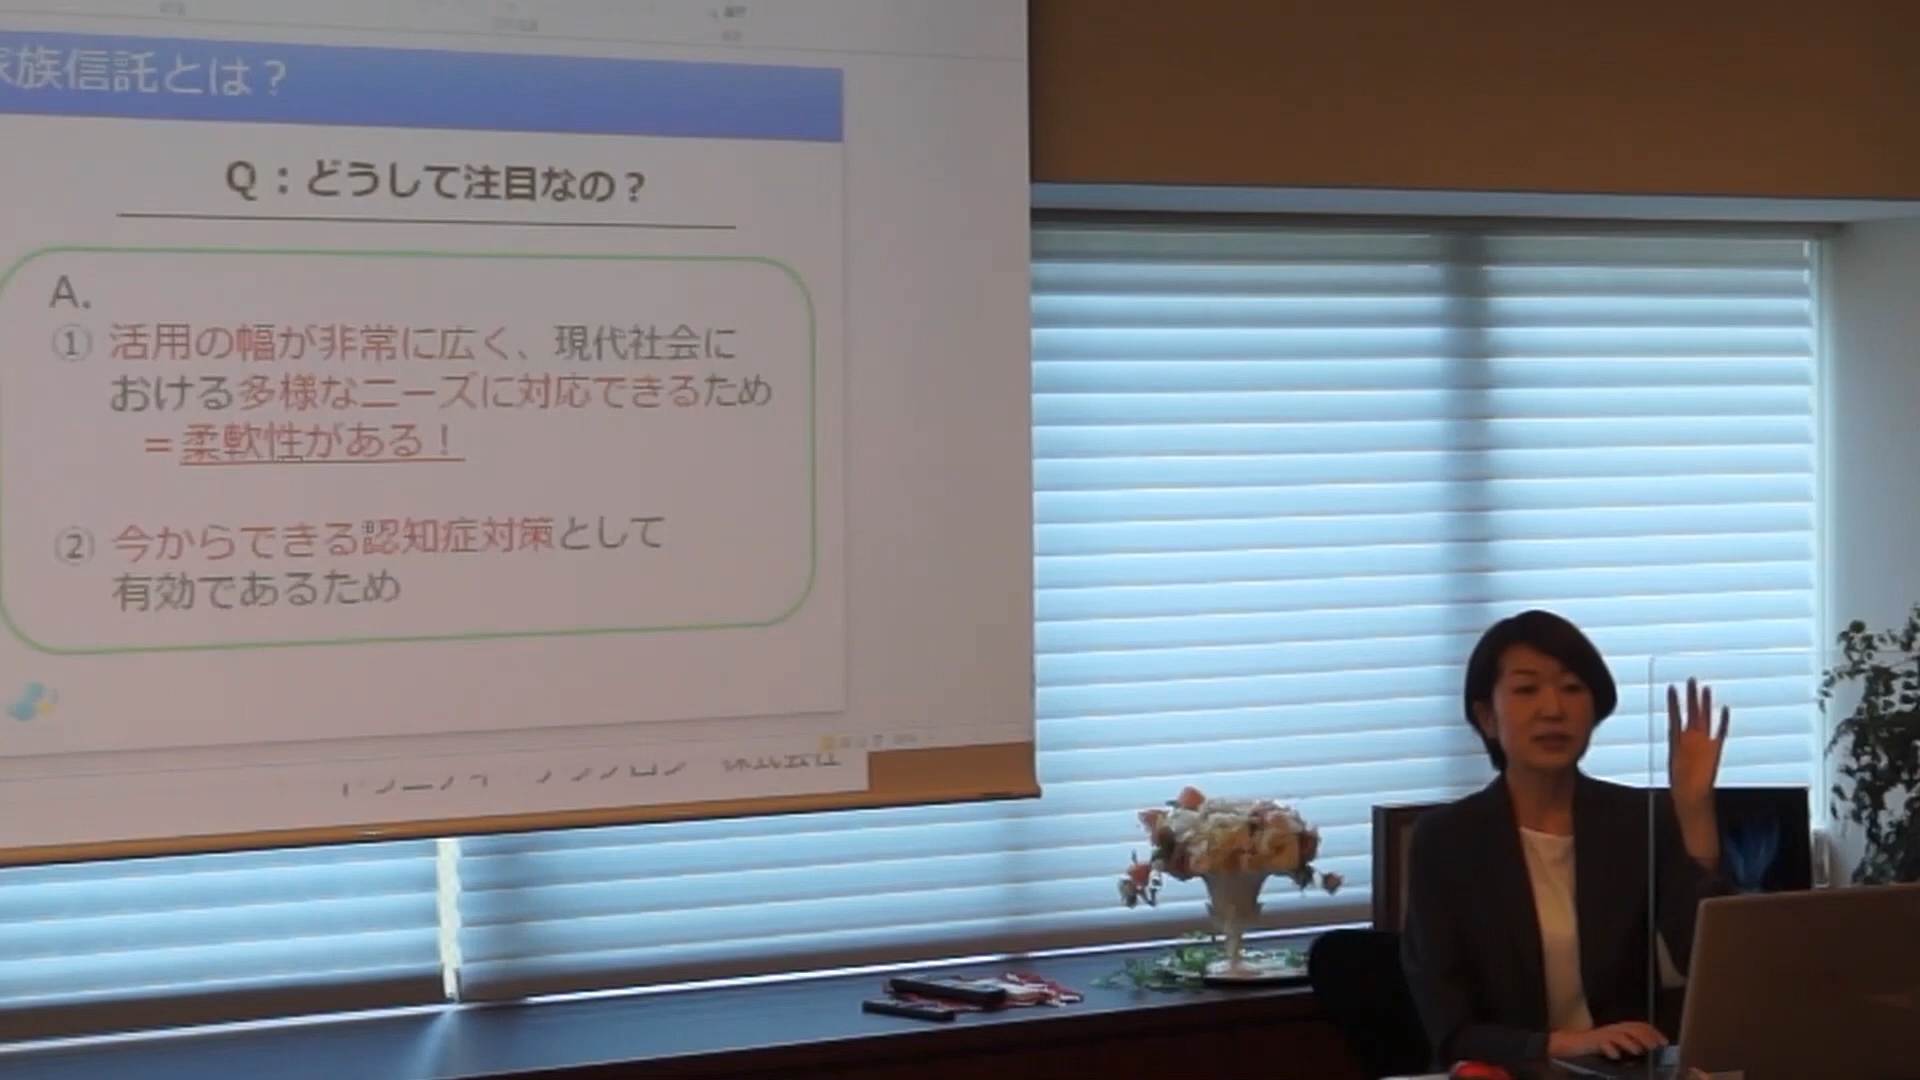 家族信託とは？
Q：どうして注目なの？
A.
① 活用の幅が非常に広く、現代社会に
おける多様なニーズに対応できるため
＝柔軟性がある！
② 今からできる認知症対策として
有効であるため